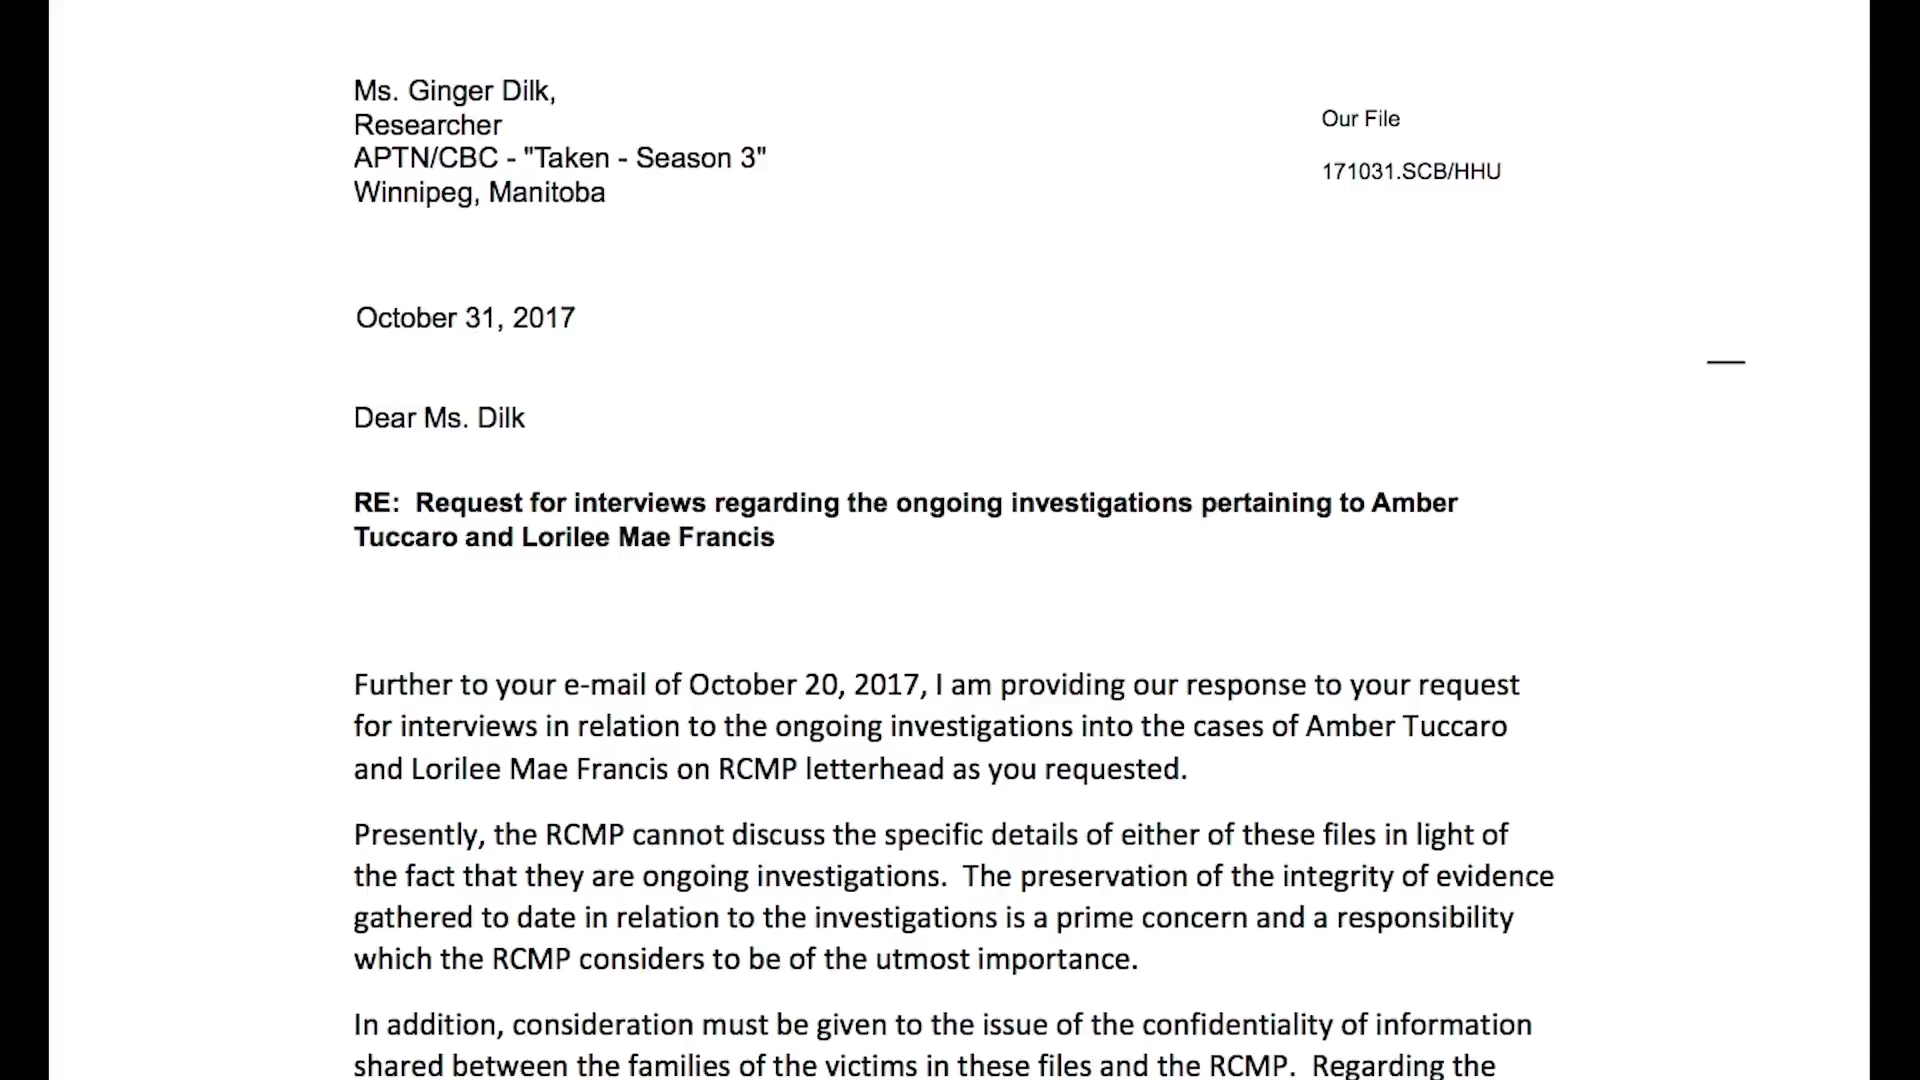 Ms. Ginger Dilk,
Researcher
APTN/CBC - "Taken - Season 3"
Winnipeg, Manitoba
Our File
171031.SCB/HHU
October 31, 2017
Dear Ms. Dilk
RE:  Request for interviews regarding the ongoing investigations pertaining to Amber
Tuccaro and Lorilee Mae Francis
Further to your e-mail of October 20, 2017, I am providing our response to your request
for interviews in relation to the ongoing investigations into the cases of Amber Tuccaro
and Lorilee Mae Francis on RCMP letterhead as you requested.
Presently, the RCMP cannot discuss the specific details of either of these files in light of
the fact that they are ongoing investigations.  The preservation of the integrity of evidence
gathered to date in relation to the investigations is a prime concern and a responsibility
which the RCMP considers to be of the utmost importance.
In addition, consideration must be given to the issue of the confidentiality of information
shared between the families of the victims in these files and the RCMP.  Regarding the